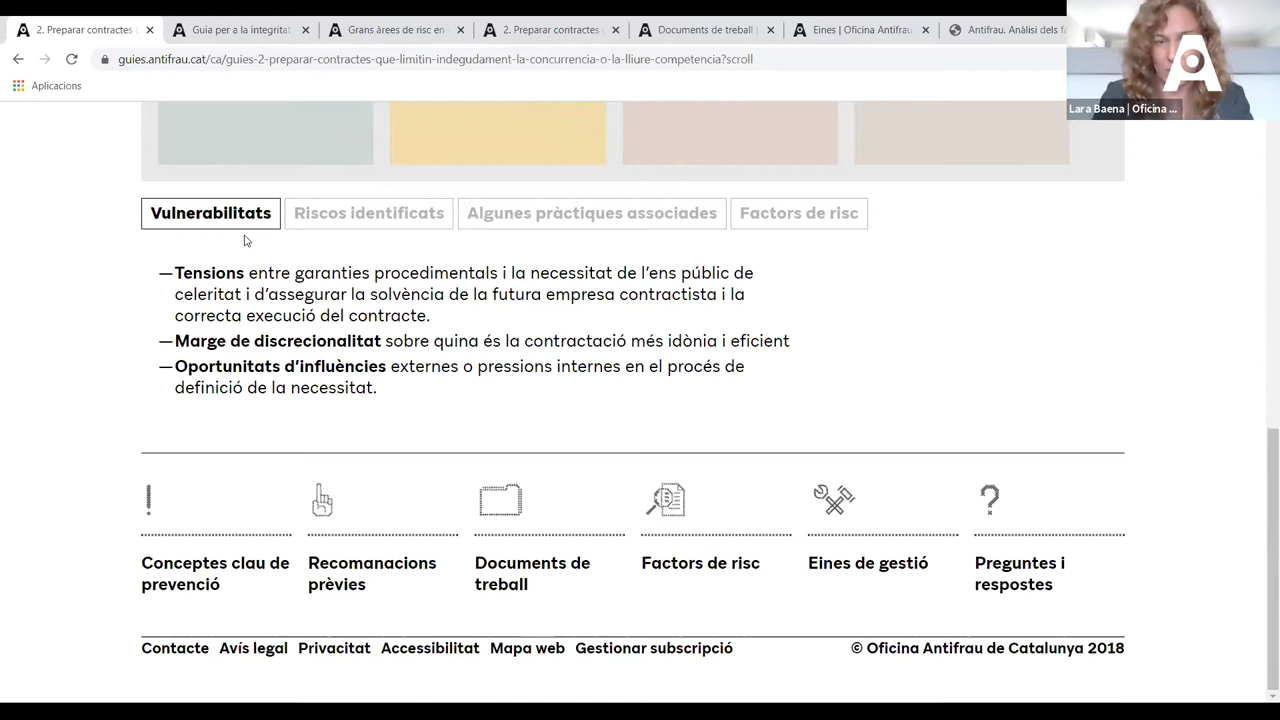 2. Preparar contractes
Guia per a la integritat
Grans àrees de risc en
2. Preparar contractes
Documents de treball |
Eines | Oficina Antifrau
Antifrau. Anàlisi dels
guies.antifrau.cat/ca/guies-2-preparar-contractes-que-limitin-indegudament-la-concurrencia-o-la-lliure-competencia?scroll
Aplicacions
Lara Baena | Oficina ...
Vulnerabilitats
Riscos identificats
Algunes pràctiques associades
Factors de risc
—Tensions entre garanties procedimentals i la necessitat de l’ens públic de
celeritat i d’assegurar la solvència de la futura empresa contractista i la
correcta execució del contracte.
—Marge de discrecionalitat sobre quina és la contractació més idònia i eficient
—Oportunitats d’influències externes o pressions internes en el procés de
definició de la necessitat.
Conceptes clau de
prevenció
Recomanacions
prèvies
Documents de
treball
Factors de risc
Eines de gestió
Preguntes i
respostes
Contacte Avís legal Privacitat Accessibilitat Mapa web Gestionar subscripció
© Oficina Antifrau de Catalunya 2018